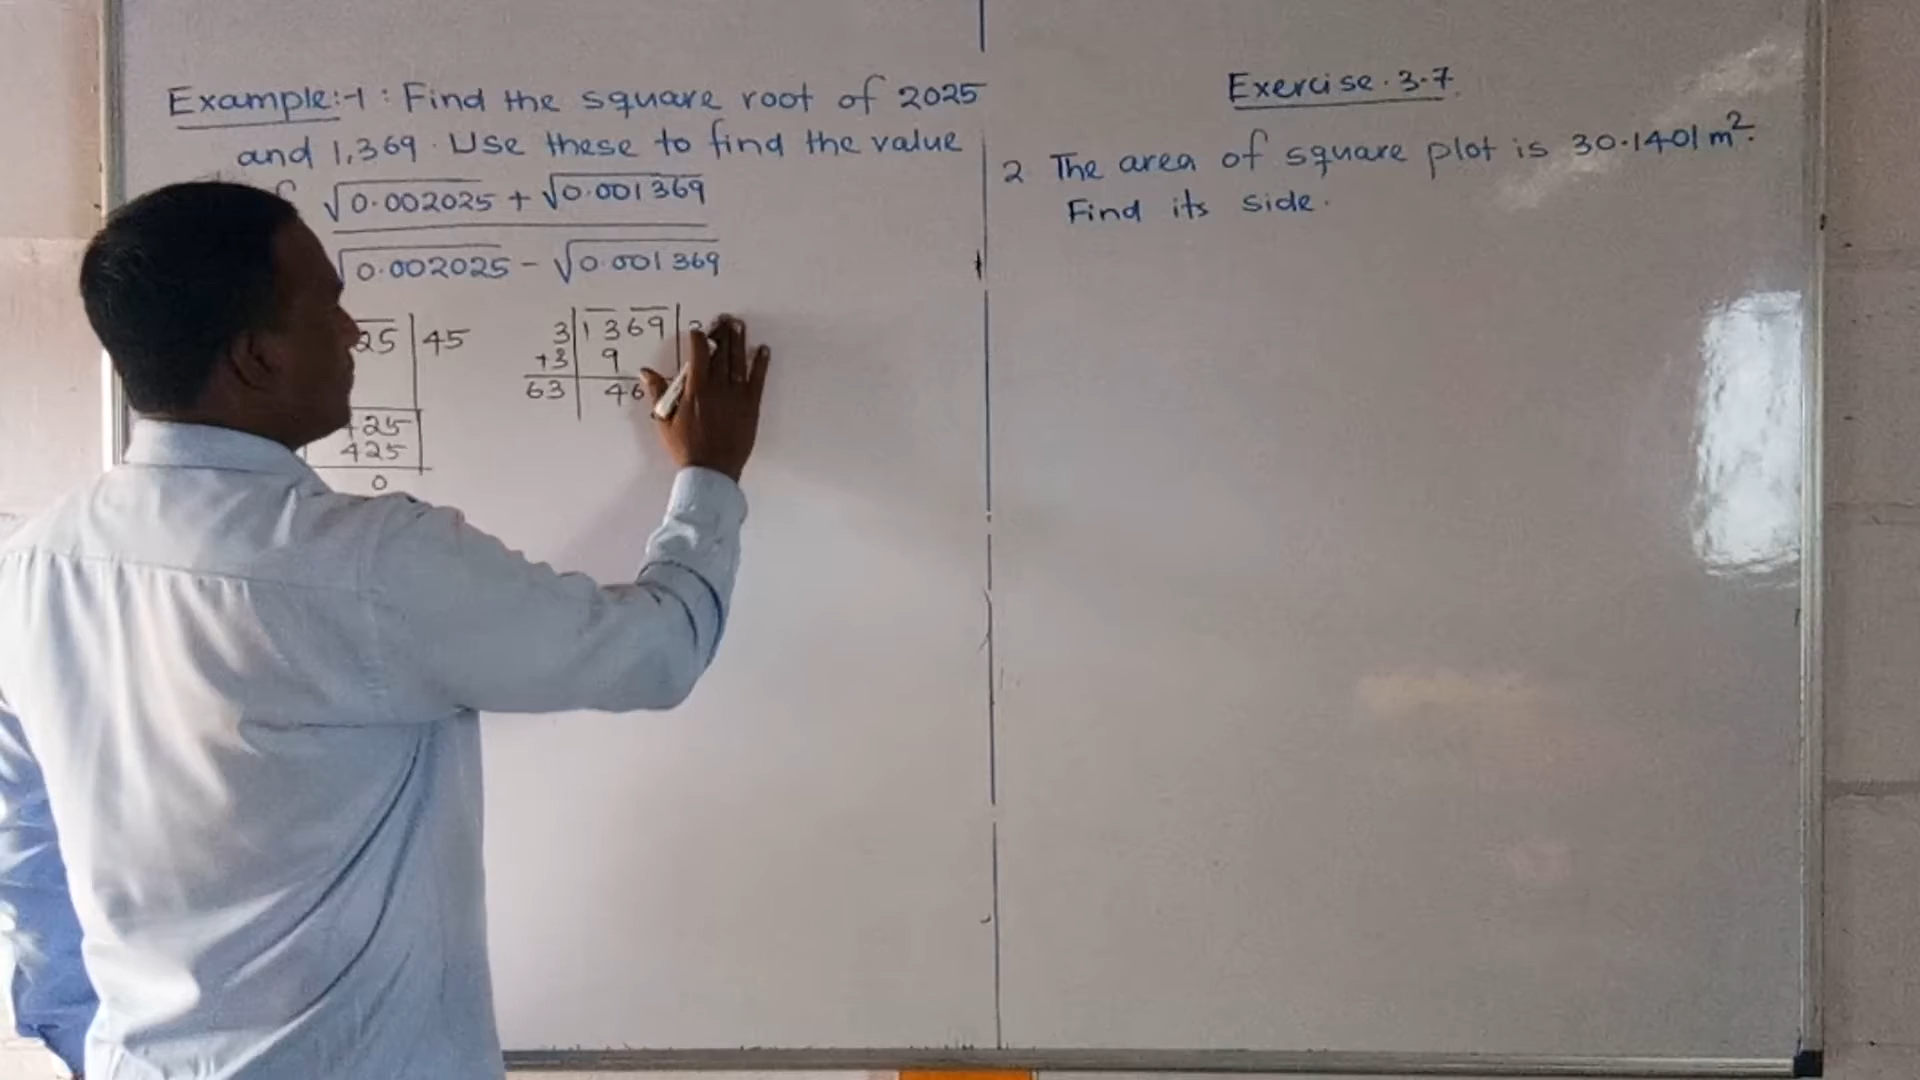 Example:-1: Find the square root of 2025
and 1,369. Use these to find the value
√0.002025 + √0.001369
√0.002025 - √0.001369
25 | 45
425
425
0
3 | 1369 | 3
+3 | 9
63 | 46
Exercise.3.7.
2 The area of square plot is 30.1401 m².
Find its side.